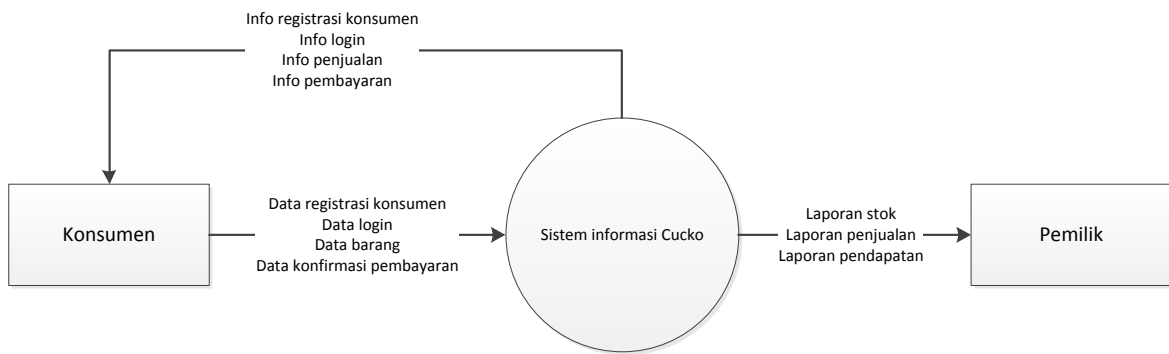 Info registrasi konsumen
Info login
Info penjualan
Info pembayaran
Konsumen
Data registrasi konsumen
Data login
Data barang
Data konfirmasi pembayaran
Sistem informasi Cucko
Laporan stok
Laporan penjualan
Laporan pendapatan
Pemilik